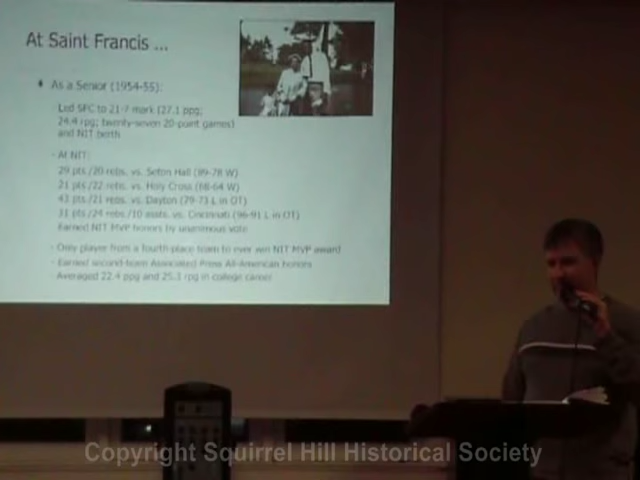 At Saint Francis ...
As a Senior (1954-55):
- Led SFC to 21-7 mark (27.1 ppg;
24.4 rpg; twenty-seven 20-point games)
and NIT berth
- At NIT:
29 pts/20 rebs. vs. Seton Hall (89-78 W)
21 pts/22 rebs. vs. Holy Cross (68-64 W)
43 pts/21 rebs. vs. Dayton (79-73 L in OT)
31 pts/24 rebs/10 assts. vs. Cincinnati (96-91 L in OT)
Earned NIT MVP honors by unanimous vote
- Only player from a fourth-place team to ever win NIT MVP award
- Earned second-team Associated Press All-American honors
- Averaged 22.4 ppg and 25.3 rpg in college career
Copyright Squirrel Hill Historical Society